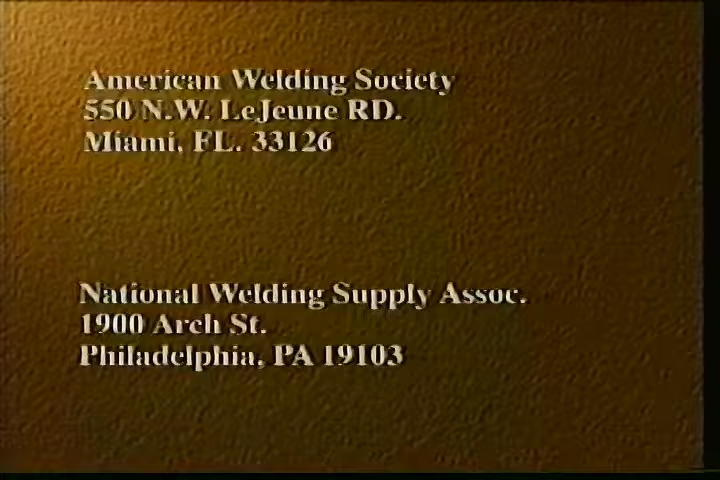 American Welding Society
550 N.W. LeJeune RD.
Miami, FL. 33126
National Welding Supply Assoc.
1900 Arch St.
Philadelphia, PA 19103